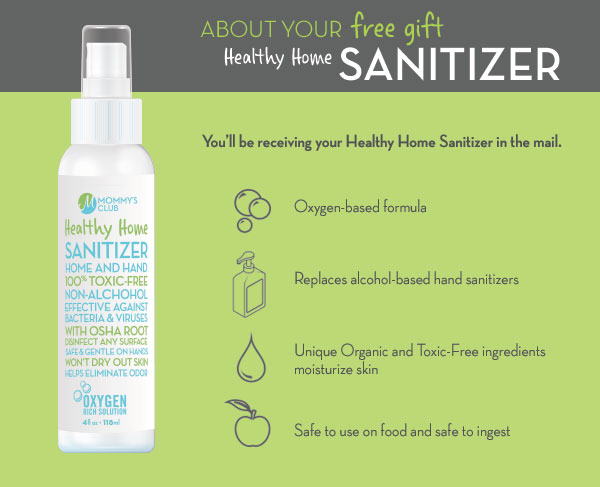 ABOUT YOUR free gift
Healthy Home SANITIZER
You'll be receiving your Healthy Home Sanitizer in the mail.
Oxygen-based formula
Replaces alcohol-based hand sanitizers
Unique Organic and Toxic-Free ingredients
moisturize skin
Safe to use on food and safe to ingest
M MOMMY'S
CLUB
Healthy Home
SANITIZER
HOME AND HAND
100% TOXIC-FREE
NON-ALCHOHOL
EFFECTIVE AGAINST
BACTERIA & VIRUSES
WITH OSHA ROOT
DISINFECT ANY SURFACE
SAFE & GENTLE ON HANDS
WON'T DRY OUT SKIN
HELPS ELIMINATE ODOR
OXYGEN
RICH SOLUTION
4fl oz • 118ml